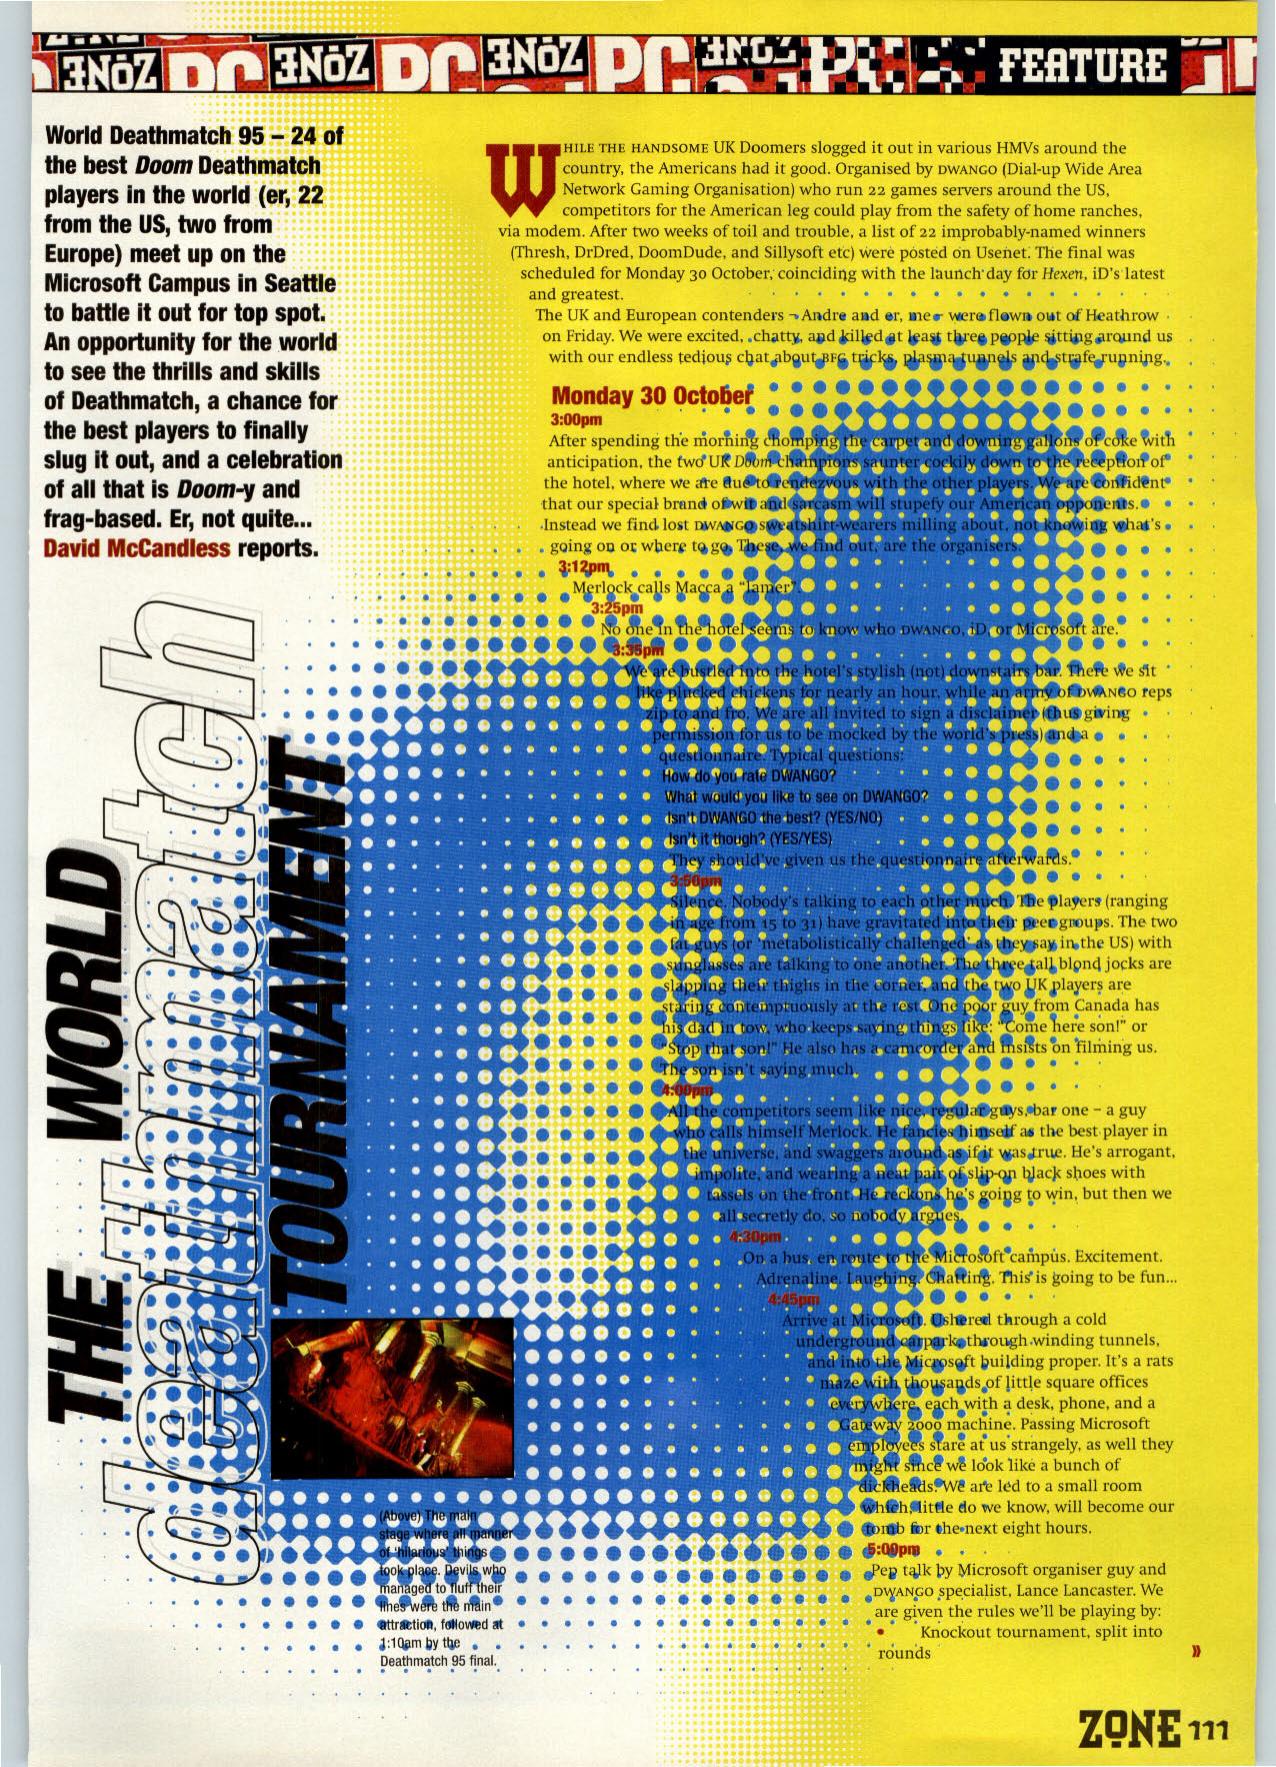 ZONE PC ZONE PC ZONE PC ZONE PC
FEATURE
World Deathmatch 95 – 24 of
the best Doom Deathmatch
players in the world (er, 22
from the US, two from
Europe) meet up on the
Microsoft Campus in Seattle
to battle it out for top spot.
An opportunity for the world
to see the thrills and skills
of Deathmatch, a chance for
the best players to finally
slug it out, and a celebration
of all that is Doom-y and
frag-based. Er, not quite...
David McCandless reports.
THE WORLD
deathmatch
TOURNAMENT
WHILE THE HANDSOME UK Doomers slogged it out in various HMVs around the
country, the Americans had it good. Organised by DWANGO (Dial-up Wide Area
Network Gaming Organisation) who run 22 games servers around the US,
competitors for the American leg could play from the safety of home ranches,
via modem. After two weeks of toil and trouble, a list of 22 improbably-named winners
(Thresh, DrDred, DoomDude, and Sillysoft etc) were posted on Usenet. The final was
scheduled for Monday 30 October, coinciding with the launch day for Hexen, iD's latest
and greatest.
The UK and European contenders – Andre and er, me – were flown out of Heathrow
on Friday. We were excited, chatty, and killed at least three people sitting around us
with our endless tedious chat about BFG tricks, plasma tunnels and strafe running.
Monday 30 October
3:00pm
After spending the morning chomping the carpet and downing gallons of coke with
anticipation, the two UK Doom champions saunter cockily down to the reception of
the hotel, where we are due to rendezvous with the other players. We are confident
that our special brand of wit and sarcasm will stupefy our American opponents.
Instead we find lost DWANGO sweatshirt-wearers milling about, not knowing what's
going on or where to go. These, we find out, are the organisers.
3:12pm
Merlock calls Macca a "lamer".
3:25pm
No one in the hotel seems to know who DWANGO, iD, or Microsoft are.
3:35pm
We are bustled into the hotel's stylish (not) downstairs bar. There we sit
like plucked chickens for nearly an hour, while an army of DWANGO reps
zip to and fro. We are all invited to sign a disclaimer (thus giving
permission for us to be mocked by the world's press) and a
questionnaire. Typical questions:
How do you rate DWANGO?
What would you like to see on DWANGO?
Isn't DWANGO the best? (YES/NO)
Isn't it though? (YES/YES)
They should've given us the questionnaire afterwards.
3:50pm
Silence. Nobody's talking to each other much. The players (ranging
in age from 15 to 31) have gravitated into their peer groups. The two
fat guys (or 'metabolistically challenged' as they say in the US) with
sunglasses are talking to one another. The three tall blond jocks are
slapping their thighs in the corner, and the two UK players are
staring contemptuously at the rest. One poor guy from Canada has
his dad in tow, who keeps saying things like: "Come here son!" or
"Stop that son!" He also has a camcorder and insists on filming us.
The son isn't saying much.
4:00pm
All the competitors seem like nice, regular guys, bar one – a guy
who calls himself Merlock. He fancies himself as the best player in
the universe, and swaggers around as if it was true. He's arrogant,
impolite, and wearing a neat pair of slip-on black shoes with
tassels on the front. He reckons he's going to win, but then we
all secretly do, so nobody argues.
4:30pm
On a bus, en route to the Microsoft campus. Excitement.
Adrenaline. Laughing. Chatting. This is going to be fun...
4:45pm
Arrive at Microsoft. Ushered through a cold
underground carpark, through winding tunnels,
and into the Microsoft building proper. It's a rats
maze with thousands of little square offices
everywhere, each with a desk, phone, and a
Gateway 2000 machine. Passing Microsoft
employees stare at us strangely, as well they
might since we look like a bunch of
dickheads. We are led to a small room
which, little do we know, will become our
tomb for the next eight hours.
5:00pm
Pep talk by Microsoft organiser guy and
DWANGO specialist, Lance Lancaster. We
are given the rules we'll be playing by:
• Knockout tournament, split into
rounds
(Above) The main
stage where all manner
of 'hilarious' things
took place. Devils who
managed to fluff their
lines were the main
attraction, followed at
1:10am by the
Deathmatch 95 final.
»
ZONE 111